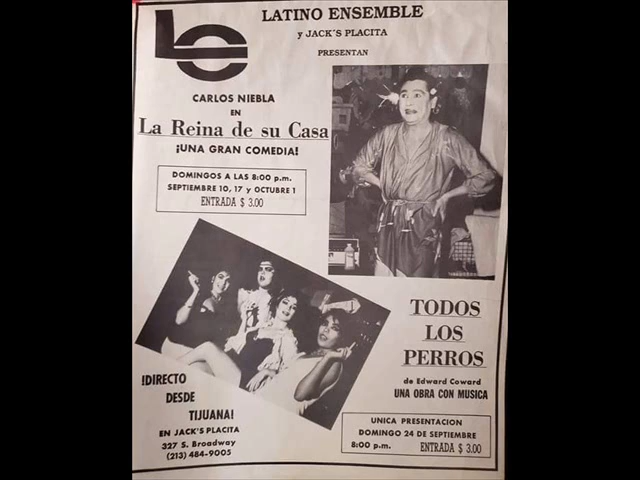 LE
LATINO ENSEMBLE
y JACK'S PLACITA
PRESENTAN
CARLOS NIEBLA
EN
La Reina de su Casa
¡UNA GRAN COMEDIA!
DOMINGOS A LAS 8:00 p.m.
SEPTIEMBRE 10, 17 y OCTUBRE 1
ENTRADA $ 3.00
TODOS
LOS
PERROS
de Edward Coward
UNA OBRA CON MUSICA
¡DIRECTO
DESDE
TIJUANA!
EN JACK'S PLACITA
327 S. Broadway
(213) 484-9005
UNICA PRESENTACION
DOMINGO 24 DE SEPTIEMBRE
8:00 p.m. ENTRADA $ 3.00